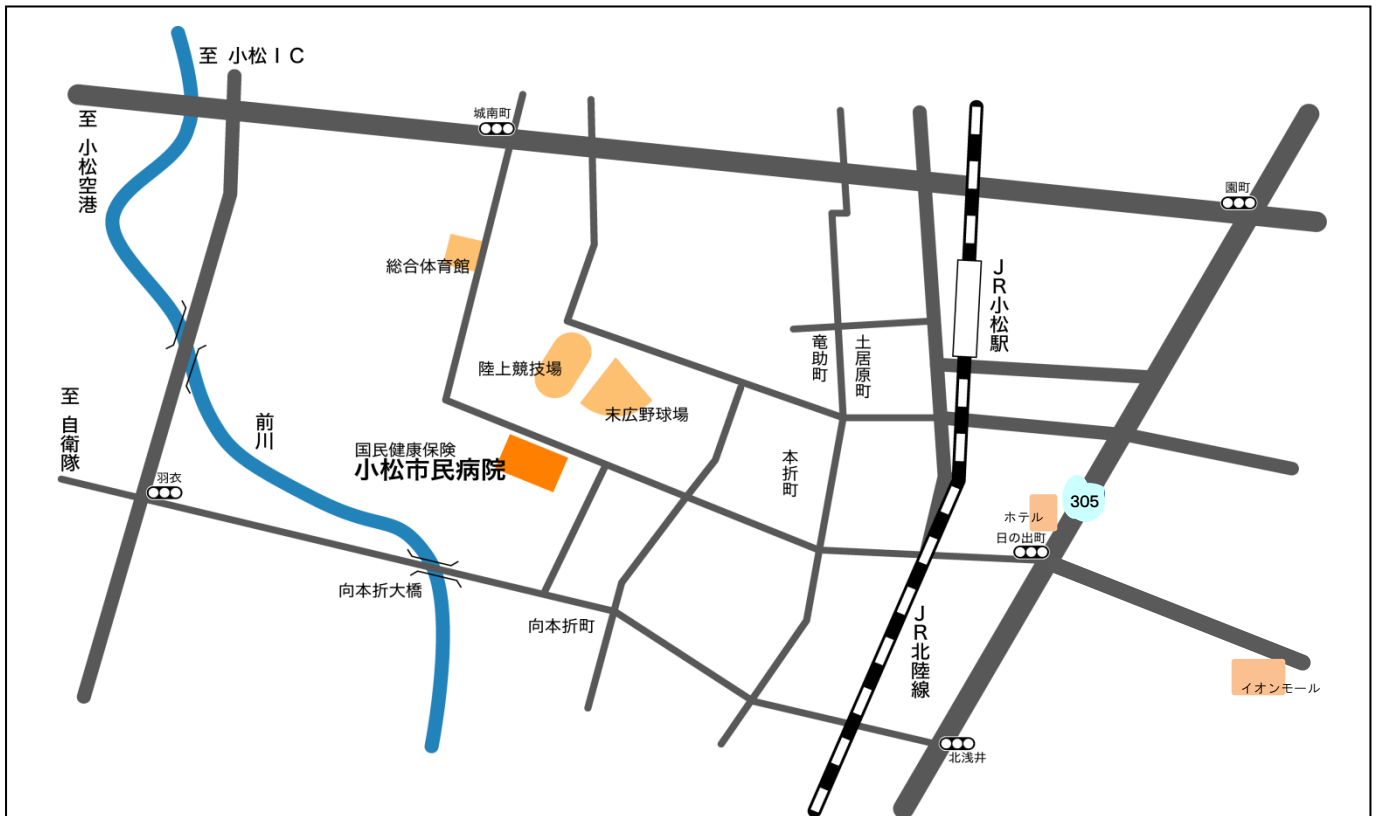 至 小松ＩＣ
城南町
至 小松空港
園町
総合体育館
ＪＲ小松駅
竜助町
土居原町
陸上競技場
末広野球場
至 自衛隊
前川
国民健康保険
小松市民病院
本折町
羽衣
305
ホテル
日の出町
向本折大橋
向本折町
ＪＲ北陸線
イオンモール
北浅井